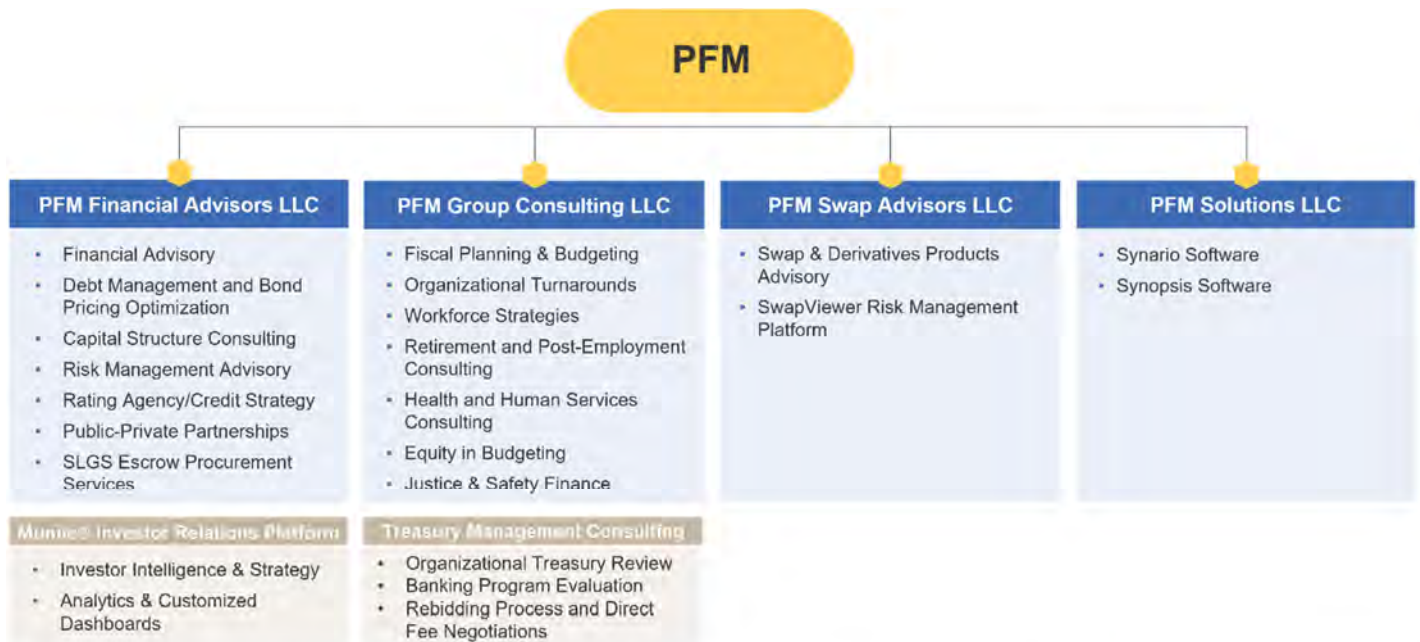 PFM
PFM Financial Advisors LLC
• Financial Advisory
• Debt Management and Bond
Pricing Optimization
• Capital Structure Consulting
• Risk Management Advisory
• Rating Agency/Credit Strategy
• Public-Private Partnerships
• SLGS Escrow Procurement
Services
Investor Relations Platform
• Investor Intelligence & Strategy
• Analytics & Customized
Dashboards
PFM Group Consulting LLC
• Fiscal Planning & Budgeting
• Organizational Turnarounds
• Workforce Strategies
• Retirement and Post-Employment
Consulting
• Health and Human Services
Consulting
• Equity in Budgeting
• Justice & Safety Finance
Treasury Management Consulting
• Organizational Treasury Review
• Banking Program Evaluation
• Rebidding Process and Direct
Fee Negotiations
PFM Swap Advisors LLC
• Swap & Derivatives Products
Advisory
• SwapViewer Risk Management
Platform
PFM Solutions LLC
• Synario Software
• Synopsis Software